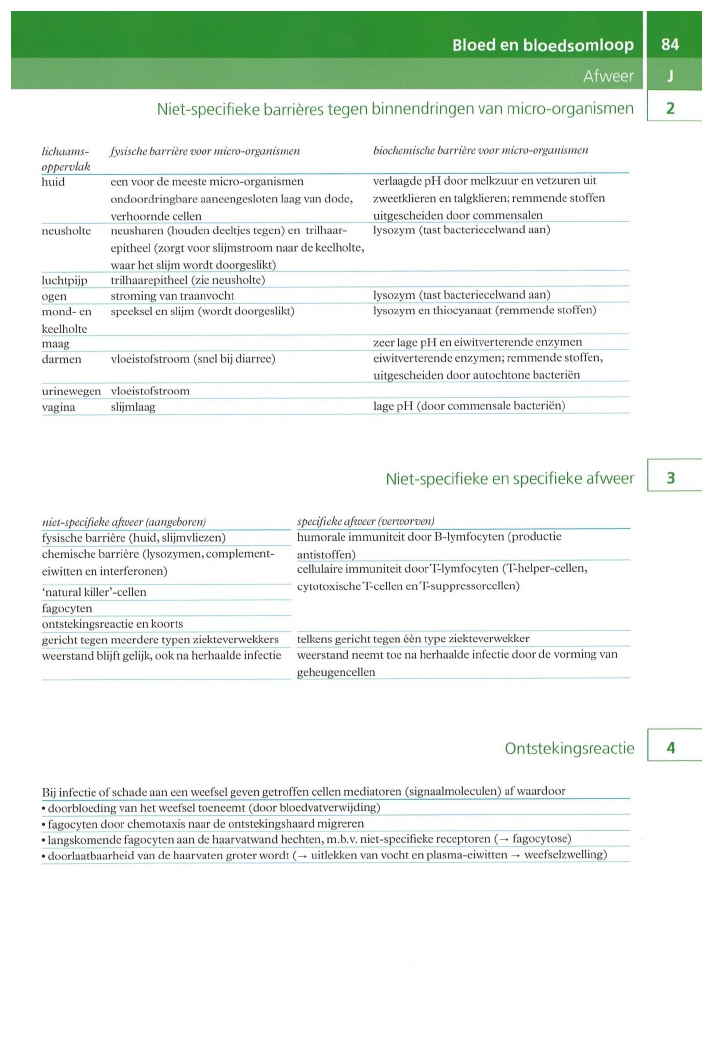 Bloed en bloedsomloop 84
Afweer J
Niet-specifieke barrières tegen binnendringen van micro-organismen 2
lichaams- fysische barrière voor micro-organismen biochemische barrière voor micro-organismen
oppervlak
huid een voor de meeste micro-organismen verlaagde pH door melkzuur en vetzuren uit
ondoordringbare aaneengesloten laag van dode, zweetklieren en talgklieren; remmende stoffen
verhoornde cellen uitgescheiden door commensalen
neusholte neusharen (houden deeltjes tegen) en trilhaar- lysozym (tast bacteriecelwand aan)
epitheel (zorgt voor slijmstroom naar de keelholte,
waar het slijm wordt doorgeslikt)
luchtpijp trilhaarepitheel (zie neusholte)
ogen stroming van traanvocht lysozym (tast bacteriecelwand aan)
mond- en speeksel en slijm (wordt doorgeslikt) lysozym en thiocyanaat (remmende stoffen)
keelholte
maag zeer lage pH en eiwitverterende enzymen
darmen vloeistofstroom (snel bij diarree) eiwitverterende enzymen; remmende stoffen,
uitgescheiden door autochtone bacteriën
urinewegen vloeistofstroom
vagina slijmlaag lage pH (door commensale bacteriën)
Niet-specifieke en specifieke afweer 3
niet-specifieke afweer (aangeboren) specifieke afweer (verworven)
fysische barrière (huid, slijmvliezen) humorale immuniteit door B-lymfocyten (productie
chemische barrière (lysozymen, complement- antistoffen)
eiwitten en interferonen) cellulaire immuniteit door T-lymfocyten (T-helper-cellen,
'natural killer'-cellen cytotoxische T-cellen en T-suppressorcellen)
fagocyten
ontstekingsreactie en koorts
gericht tegen meerdere typen ziekteverwekkers telkens gericht tegen één type ziekteverwekker
weerstand blijft gelijk, ook na herhaalde infectie weerstand neemt toe na herhaalde infectie door de vorming van
geheugencellen
Ontstekingsreactie 4
Bij infectie of schade aan een weefsel geven getroffen cellen mediatoren (signaalmoleculen) af waardoor
• doorbloeding van het weefsel toeneemt (door bloedvatverwijding)
• fagocyten door chemotaxis naar de ontstekingshaard migreren
• langskomende fagocyten aan de haarvatwand hechten, m.b.v. niet-specifieke receptoren (→ fagocytose)
• doorlaatbaarheid van de haarvaten groter wordt (→ uitlekken van vocht en plasma-eiwitten → weefselzwelling)